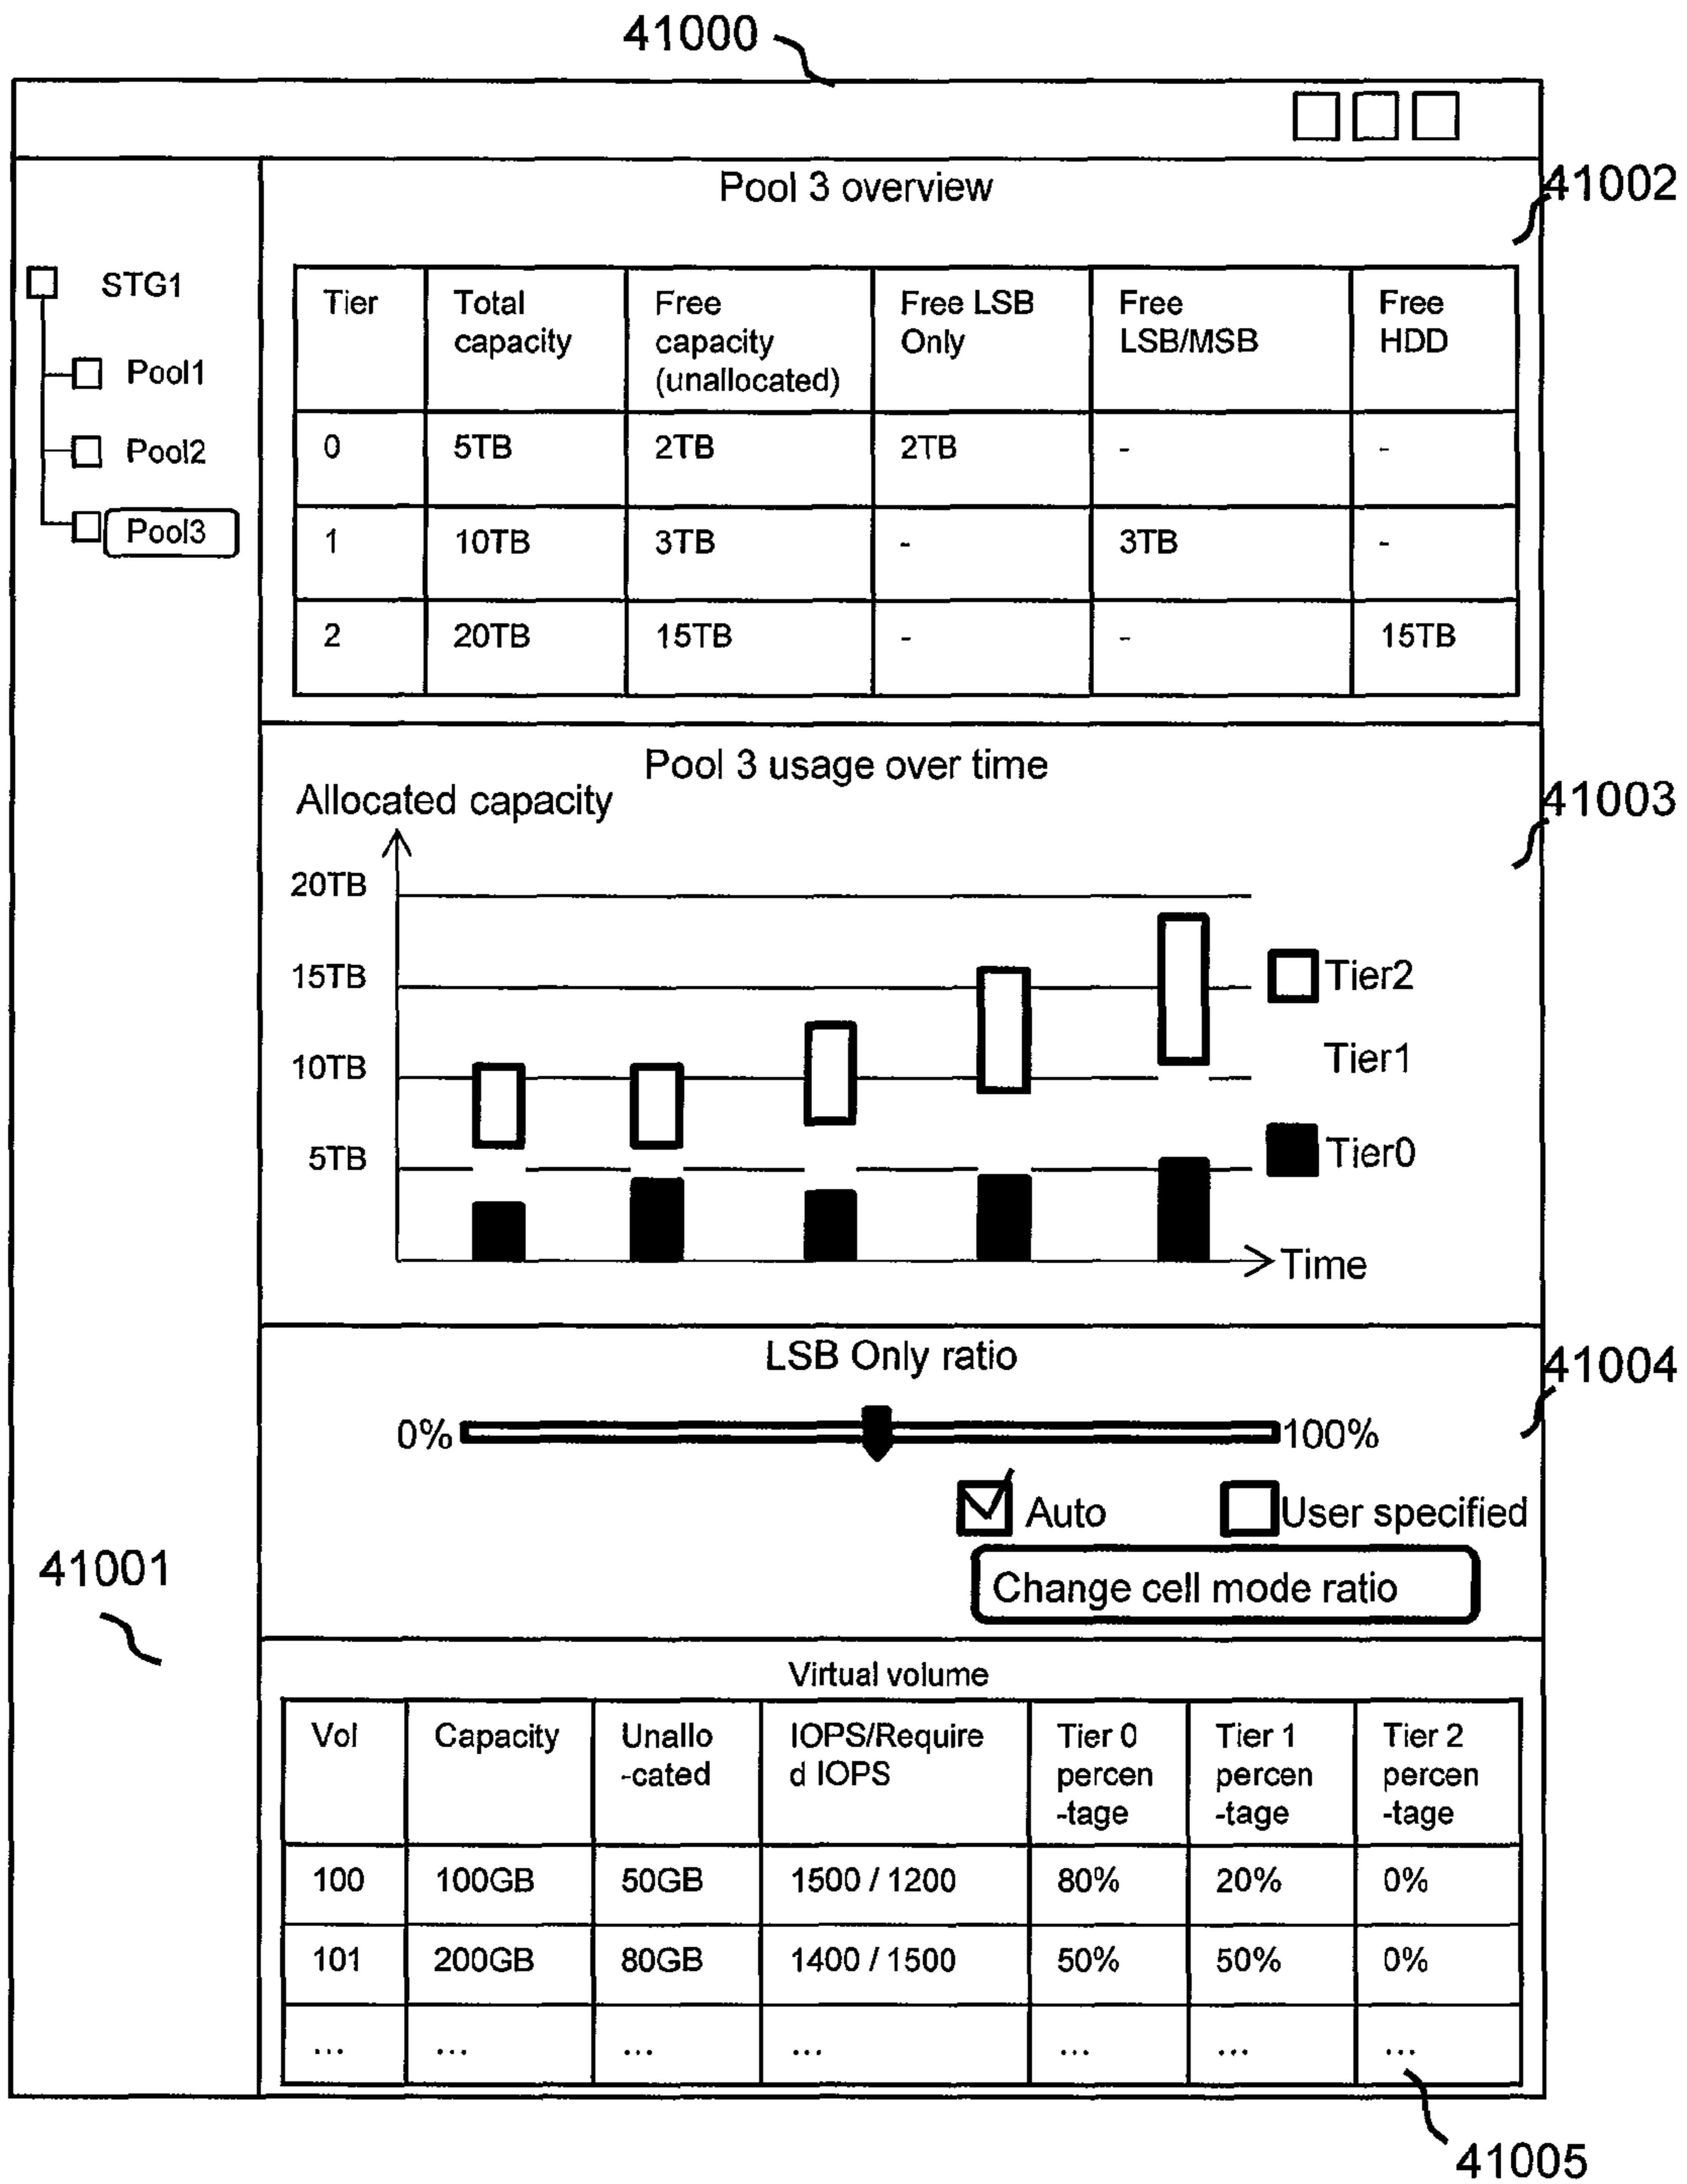 41000
Pool 3 overview
41002
STG1
Pool1
Pool2
Pool3
Tier
Total capacity
Free capacity (unallocated)
Free LSB Only
Free LSB/MSB
Free HDD
0 5TB 2TB 2TB - -
1 10TB 3TB - 3TB -
2 20TB 15TB - - 15TB
Pool 3 usage over time
41003
Allocated capacity
20TB
15TB
10TB
5TB
Tier2
Tier1
Tier0
Time
LSB Only ratio
41004
0% 100%
Auto User specified
Change cell mode ratio
41001
Virtual volume
Vol
Capacity
Unallo
-cated
IOPS/Require
d IOPS
Tier 0
percen
-tage
Tier 1
percen
-tage
Tier 2
percen
-tage
100 100GB 50GB 1500 / 1200 80% 20% 0%
101 200GB 80GB 1400 / 1500 50% 50% 0%
... ... ... ... ... ... ...
41005